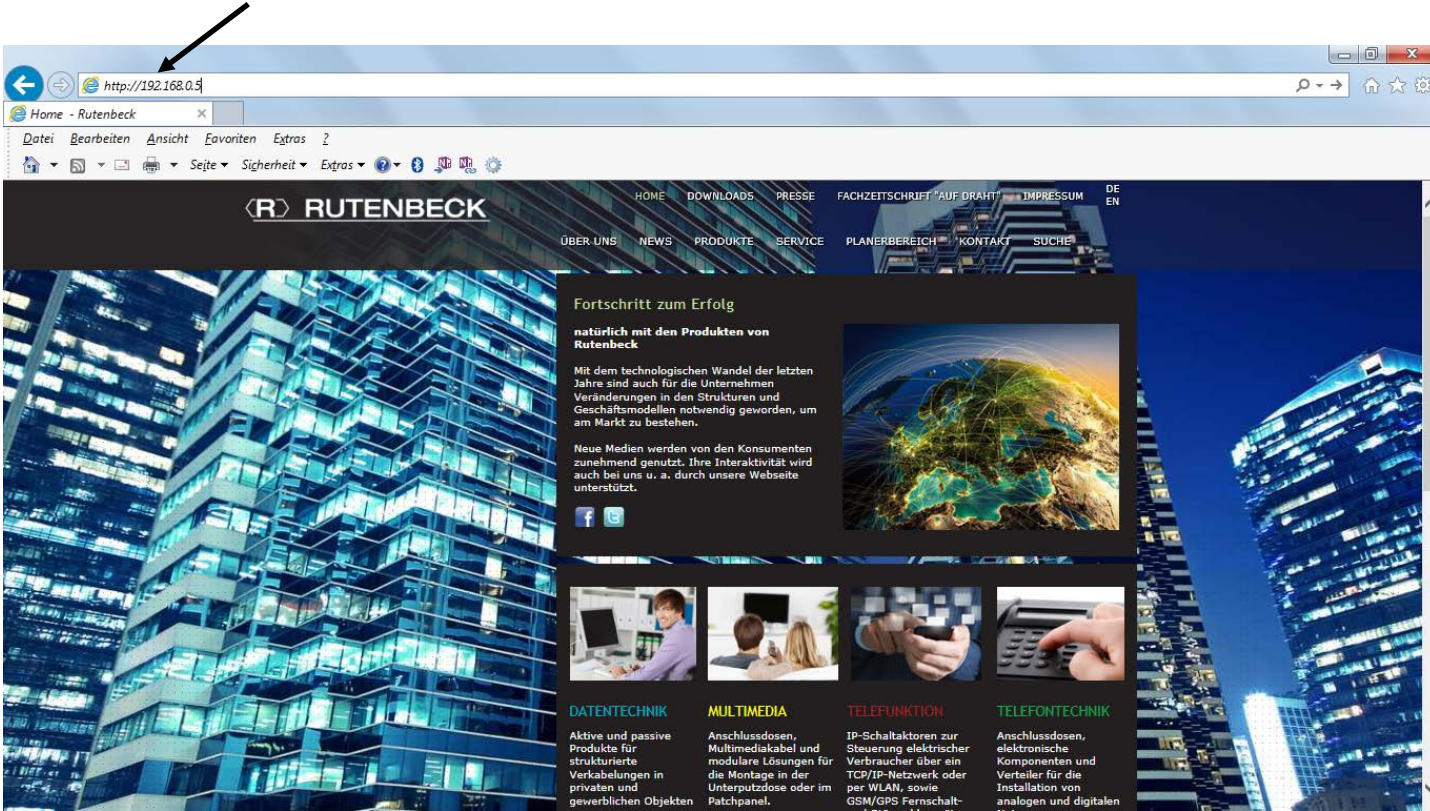 http://192.168.0.5
Home - Rutenbeck
Datei Bearbeiten Ansicht Favoriten Extras ?
Seite Sicherheit Extras
RUTENBECK
HOME DOWNLOADS PRESSE FACHZEITSCHRIFT "AUF DRAHT" IMPRESSUM DE
EN
ÜBER UNS NEWS PRODUKTE SERVICE PLANERBEREICH KONTAKT SUCHE
Fortschritt zum Erfolg
natürlich mit den Produkten von
Rutenbeck
Mit dem technologischen Wandel der letzten
Jahre sind auch für die Unternehmen
Veränderungen in den Strukturen und
Geschäftsmodellen notwendig geworden, um
am Markt zu bestehen.
Neue Medien werden von den Konsumenten
zunehmend genutzt. Ihre Interaktivität wird
auch bei uns u. a. durch unsere Webseite
unterstützt.
DATENTECHNIK
Aktive und passive
Produkte für
strukturierte
Verkabelungen in
privaten und
gewerblichen Objekten
MULTIMEDIA
Anschlussdosen,
Multimediakabel und
modulare Lösungen für
die Montage in der
Unterputzdose oder im
Patchpanel.
TELEFUNKTION
IP-Schaltaktoren zur
Steuerung elektrischer
Verbraucher über ein
TCP/IP-Netzwerk oder
per WLAN, sowie
GSM/GPS Fernschalt-
TELEFONTECHNIK
Anschlussdosen,
elektronische
Komponenten und
Verteiler für die
Installation von
analogen und digitalen